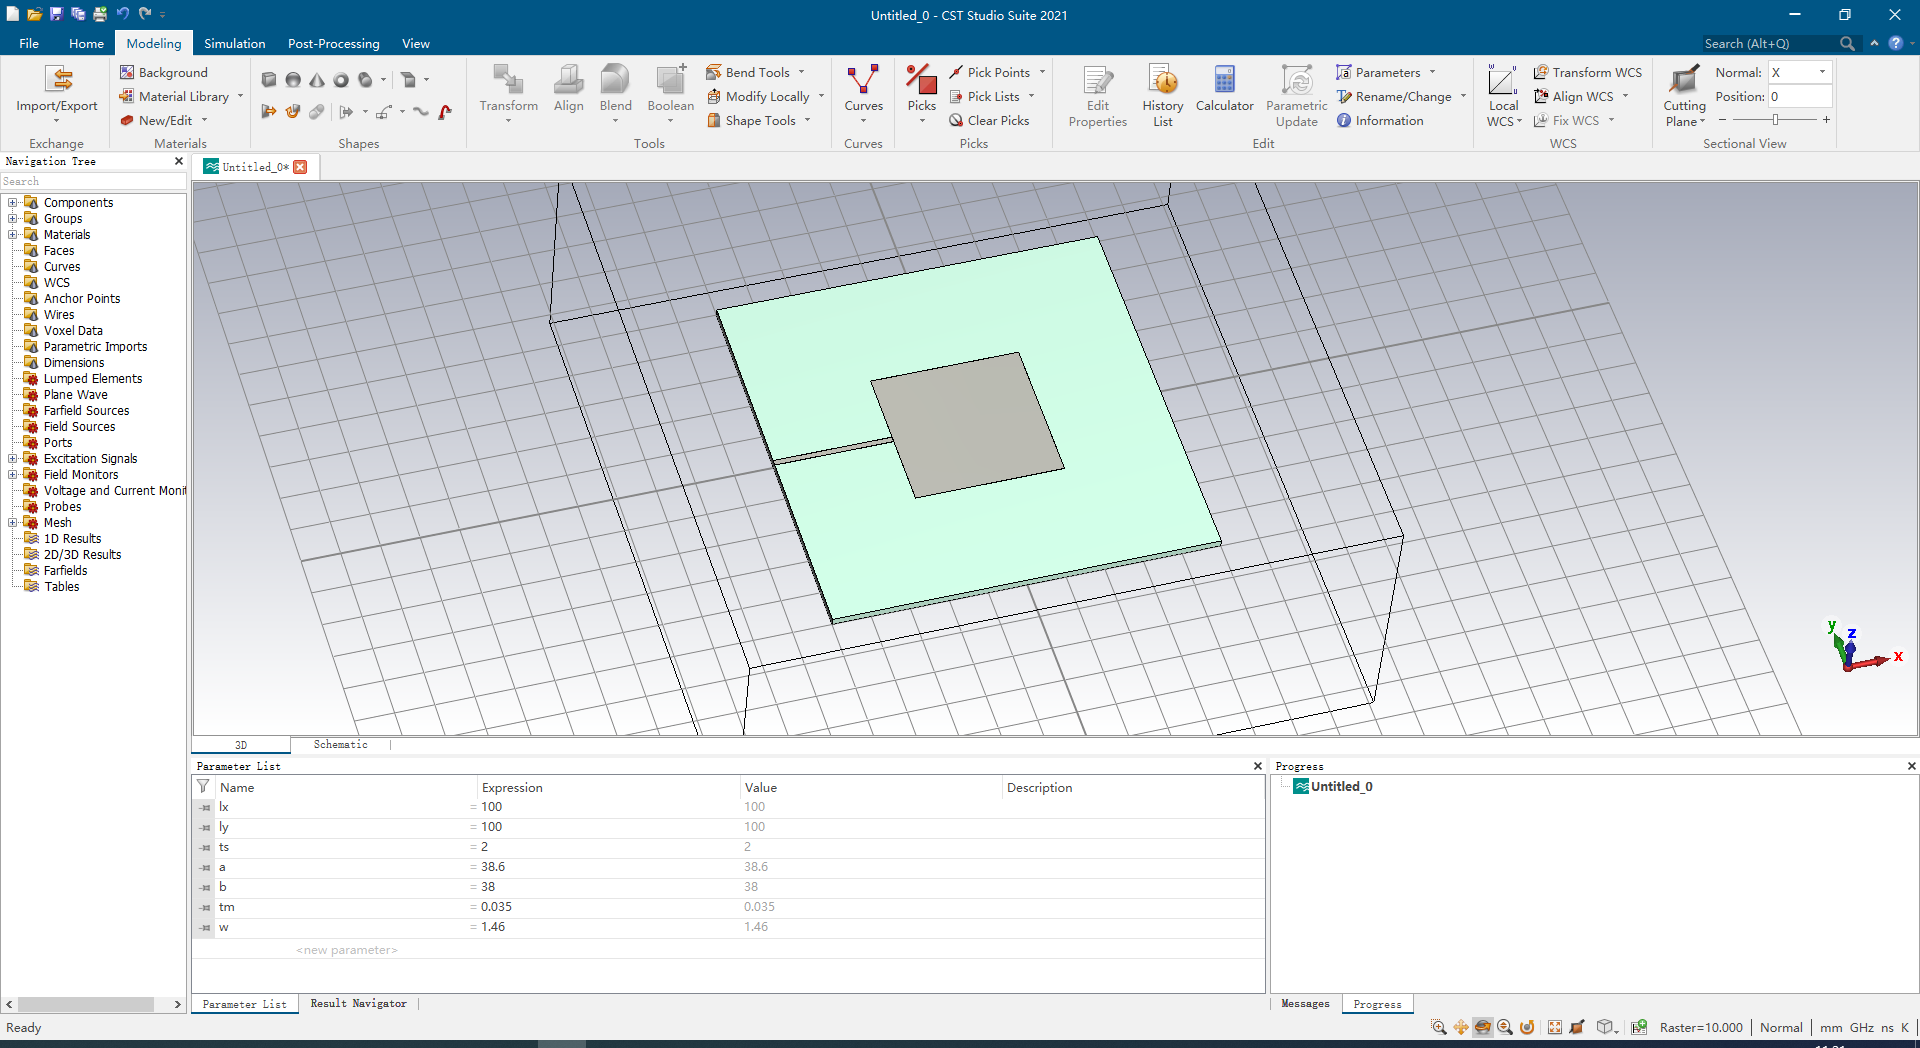 Untitled_0 - CST Studio Suite 2021
File Home Modeling Simulation Post-Processing View
Search (Alt+Q)
Import/Export
Exchange
Background
Material Library
New/Edit
Materials
Shapes
Transform
Align
Blend
Boolean
Bend Tools
Modify Locally
Shape Tools
Tools
Curves
Curves
Picks
Pick Points
Pick Lists
Clear Picks
Picks
Edit
Properties
History
List
Calculator
Parametric
Update
Parameters
Rename/Change
Information
Edit
Local
WCS
Transform WCS
Align WCS
Fix WCS
WCS
Cutting
Plane
Normal: X
Position: 0
Sectional View
Navigation Tree
Search
Components
Groups
Materials
Faces
Curves
WCS
Anchor Points
Wires
Voxel Data
Parametric Imports
Dimensions
Lumped Elements
Plane Wave
Farfield Sources
Field Sources
Ports
Excitation Signals
Field Monitors
Voltage and Current Monit
Probes
Mesh
1D Results
2D/3D Results
Farfields
Tables
Untitled_0*
y
z
x
3D Schematic
Parameter List
Name Expression Value Description
lx = 100 100
ly = 100 100
ts = 2 2
a = 38.6 38.6
b = 38 38
tm = 0.035 0.035
w = 1.46 1.46
<new parameter>
Parameter List Result Navigator
Progress
Untitled_0
Messages Progress
Ready
Raster=10.000 Normal mm GHz ns K